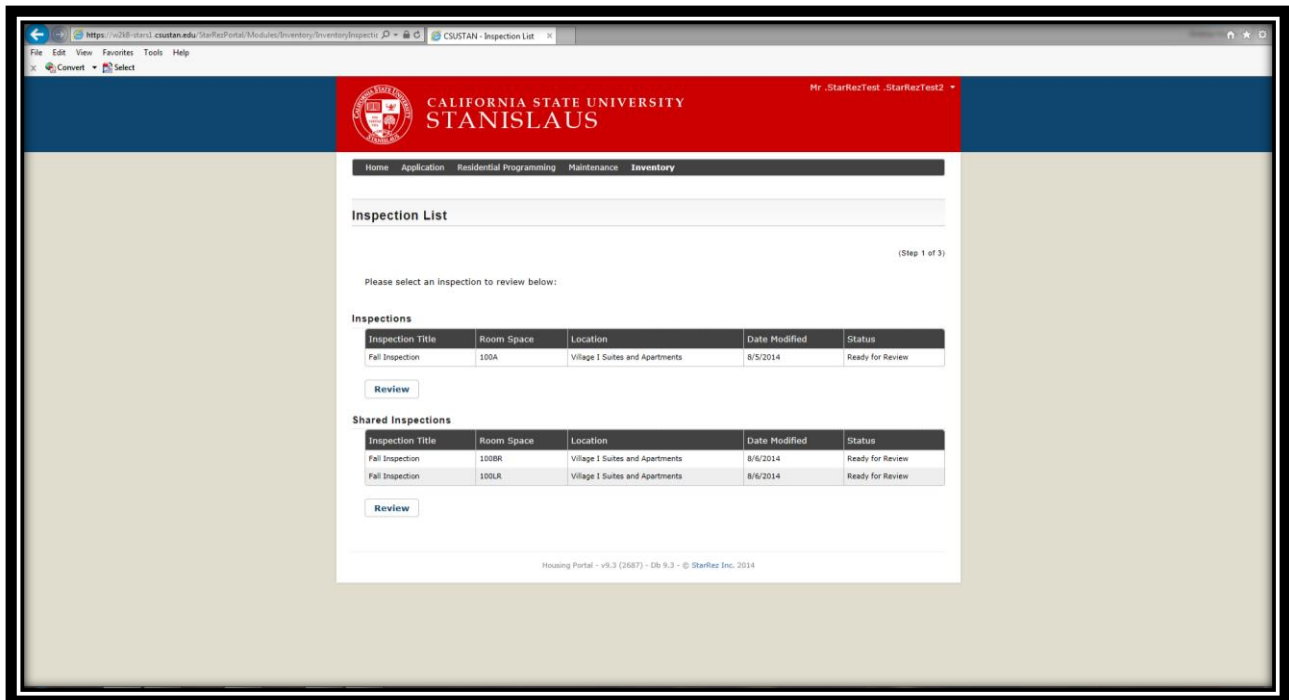 https://w2k8-stars1.csustan.edu/StarRezPortal/Modules/Inventory/InventoryInspectic
CSUSTAN - Inspection List
File Edit View Favorites Tools Help
Convert Select
CALIFORNIA STATE UNIVERSITY
STANISLAUS
Mr .StarRezTest .StarRezTest2
Home Application Residential Programming Maintenance Inventory
Inspection List
(Step 1 of 3)
Please select an inspection to review below:
Inspections
Inspection Title Room Space Location Date Modified Status
Fall Inspection 100A Village I Suites and Apartments 8/5/2014 Ready for Review
Review
Shared Inspections
Inspection Title Room Space Location Date Modified Status
Fall Inspection 100BR Village I Suites and Apartments 8/6/2014 Ready for Review
Fall Inspection 100LR Village I Suites and Apartments 8/6/2014 Ready for Review
Review
Housing Portal - v9.3 (2687) - Db 9.3 - © StarRez Inc. 2014